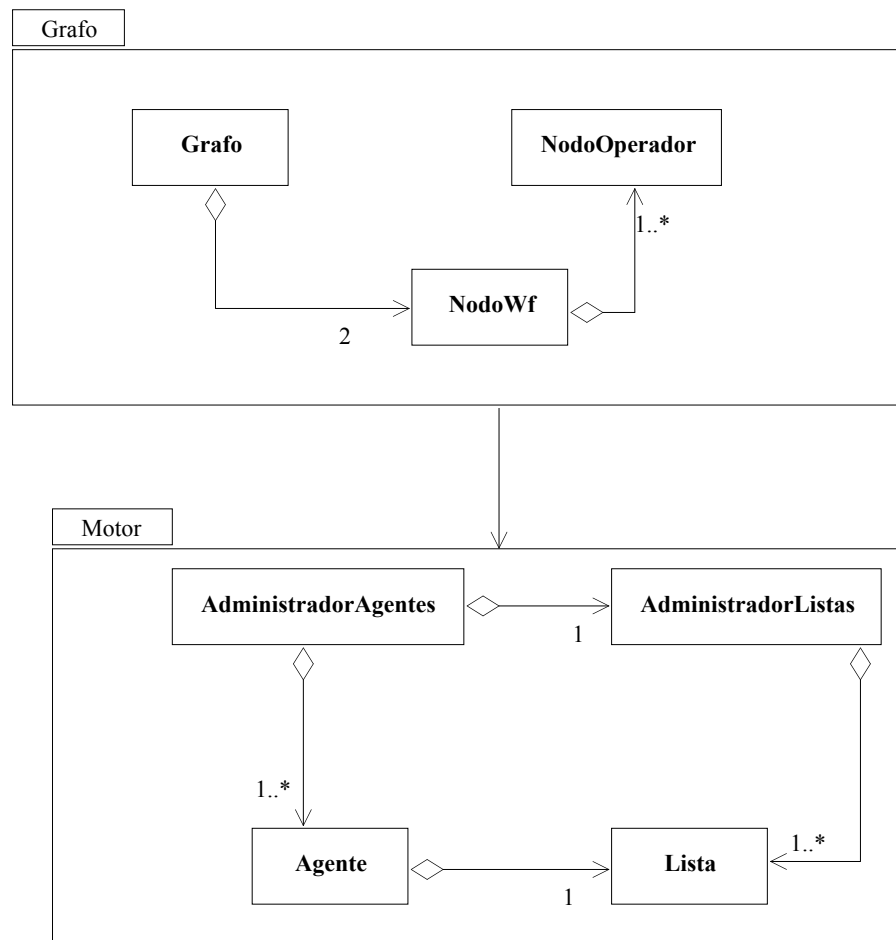 Grafo
Grafo
NodoOperador
1..*
NodoWf
2
Motor
AdministradorAgentes
AdministradorListas
1
1..*
1..*
Agente
Lista
1